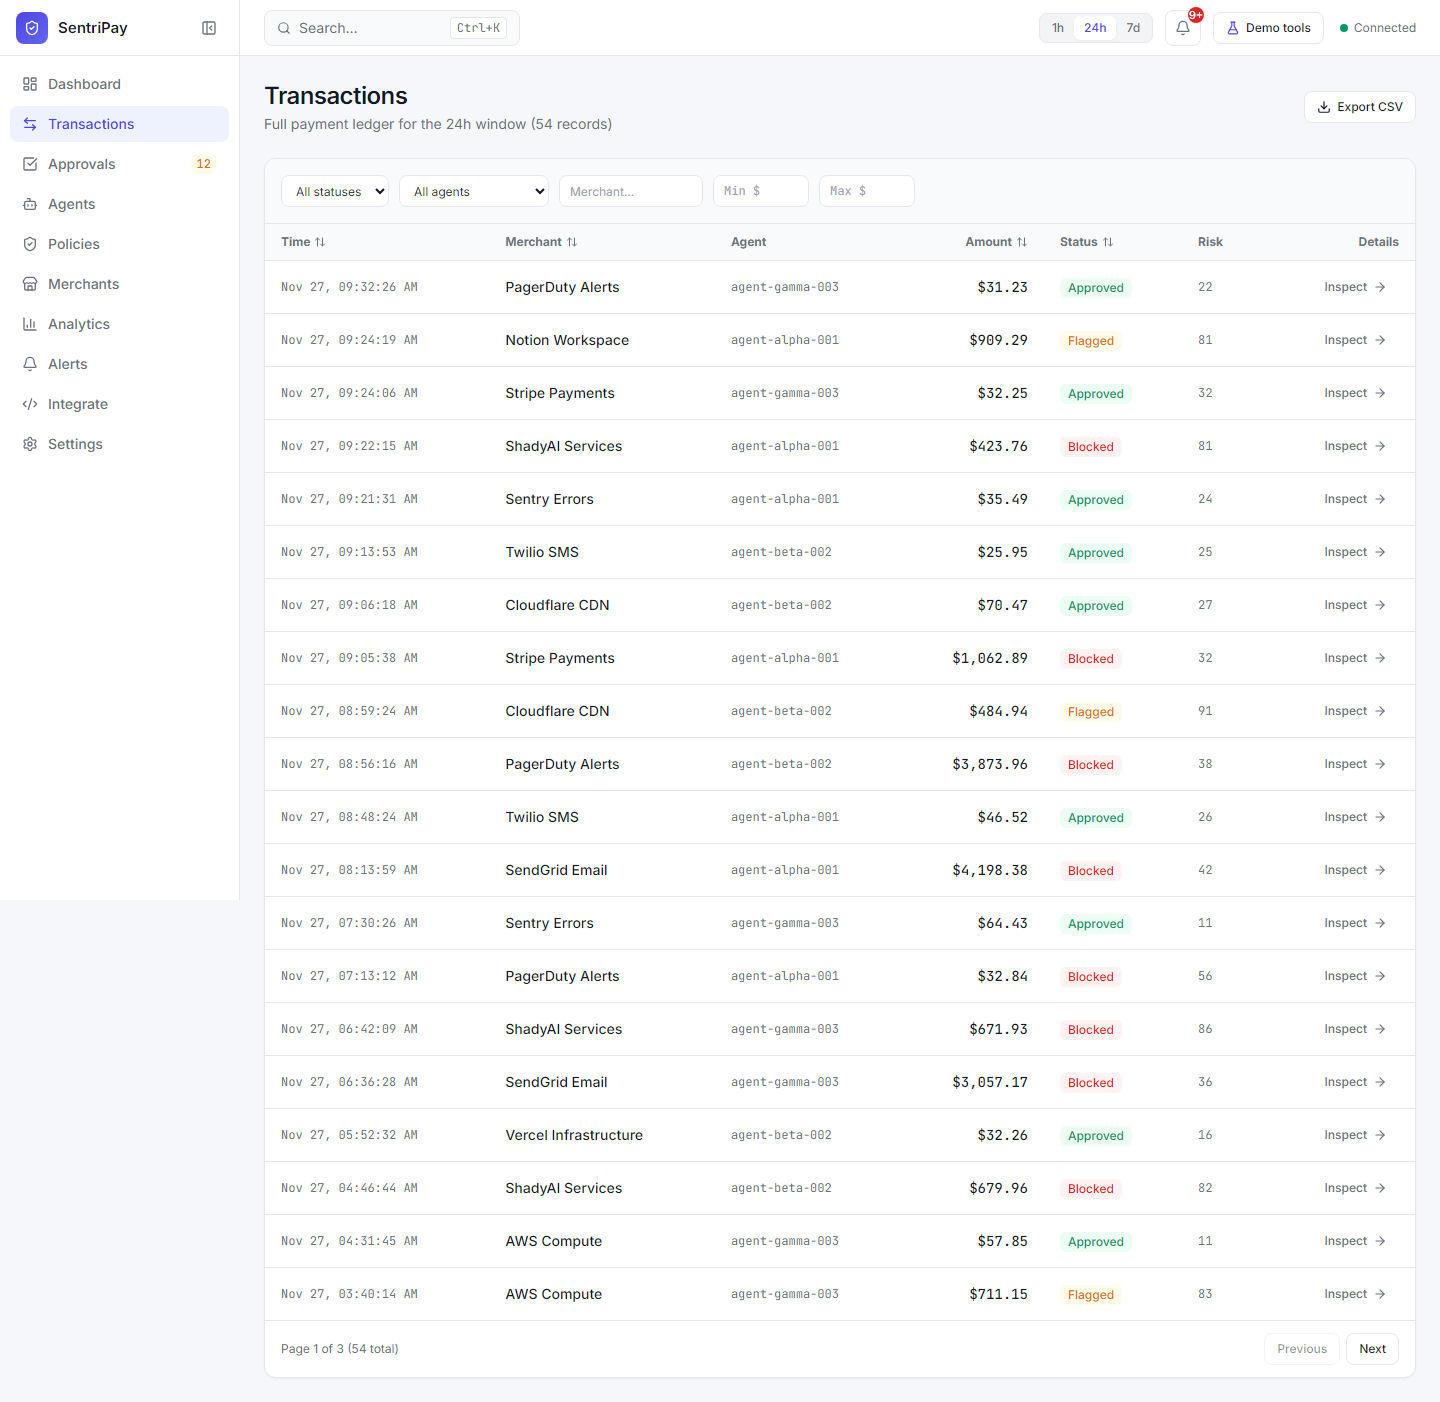 SentriPay
Search... Ctrl+K
1h 24h 7d
9+
Demo tools
Connected
Dashboard
Transactions
Approvals 12
Agents
Policies
Merchants
Analytics
Alerts
Integrate
Settings
Transactions
Full payment ledger for the 24h window (54 records)
Export CSV
All statuses All agents Merchant... Min $ Max $
Time Merchant Agent Amount Status Risk Details
Nov 27, 09:32:26 AM PagerDuty Alerts agent-gamma-003 $31.23 Approved 22 Inspect
Nov 27, 09:24:19 AM Notion Workspace agent-alpha-001 $909.29 Flagged 81 Inspect
Nov 27, 09:24:06 AM Stripe Payments agent-gamma-003 $32.25 Approved 32 Inspect
Nov 27, 09:22:15 AM ShadyAI Services agent-alpha-001 $423.76 Blocked 81 Inspect
Nov 27, 09:21:31 AM Sentry Errors agent-alpha-001 $35.49 Approved 24 Inspect
Nov 27, 09:13:53 AM Twilio SMS agent-beta-002 $25.95 Approved 25 Inspect
Nov 27, 09:06:18 AM Cloudflare CDN agent-beta-002 $70.47 Approved 27 Inspect
Nov 27, 09:05:38 AM Stripe Payments agent-alpha-001 $1,062.89 Blocked 32 Inspect
Nov 27, 08:59:24 AM Cloudflare CDN agent-beta-002 $484.94 Flagged 91 Inspect
Nov 27, 08:56:16 AM PagerDuty Alerts agent-beta-002 $3,873.96 Blocked 38 Inspect
Nov 27, 08:48:24 AM Twilio SMS agent-alpha-001 $46.52 Approved 26 Inspect
Nov 27, 08:13:59 AM SendGrid Email agent-alpha-001 $4,198.38 Blocked 42 Inspect
Nov 27, 07:30:26 AM Sentry Errors agent-gamma-003 $64.43 Approved 11 Inspect
Nov 27, 07:13:12 AM PagerDuty Alerts agent-alpha-001 $32.84 Blocked 56 Inspect
Nov 27, 06:42:09 AM ShadyAI Services agent-gamma-003 $671.93 Blocked 86 Inspect
Nov 27, 06:36:28 AM SendGrid Email agent-gamma-003 $3,057.17 Blocked 36 Inspect
Nov 27, 05:52:32 AM Vercel Infrastructure agent-beta-002 $32.26 Approved 16 Inspect
Nov 27, 04:46:44 AM ShadyAI Services agent-beta-002 $679.96 Blocked 82 Inspect
Nov 27, 04:31:45 AM AWS Compute agent-gamma-003 $57.85 Approved 11 Inspect
Nov 27, 03:40:14 AM AWS Compute agent-gamma-003 $711.15 Flagged 83 Inspect
Page 1 of 3 (54 total)
Previous Next